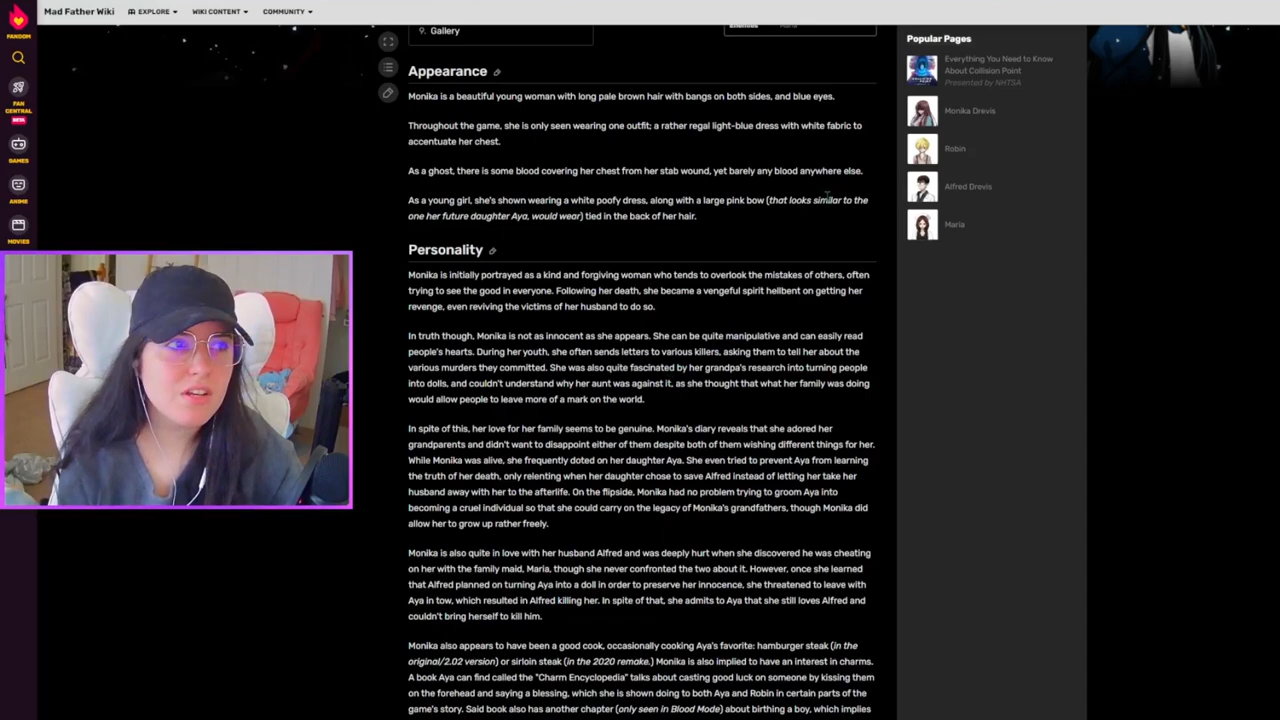 Mad Father Wiki
EXPLORE
WIKI CONTENT
COMMUNITY
FANDOM
FAN CENTRAL
BETA
GAMES
MOVIES
9. Gallery
Appearance
Monika is a beautiful young woman with long pale brown hair with bangs on both sides, and blue eyes.
Throughout the game, she is only seen wearing one outfit; a rather regal light-blue dress with white fabric to
accentuate her chest.
As a ghost, there is some blood covering her chest from her stab wound, yet barely any blood anywhere else.
As a young girl, she's shown wearing a white poofy dress, along with a large pink bow (that looks similar to the
one her future daughter Aya, would wear) tied in the back of her hair.
Personality
Monika is initially portrayed as a kind and forgiving woman who tends to overlook the mistakes of others, often
trying to see the good in everyone. Following her death, she became a vengeful spirit hellbent on getting her
revenge, even reviving the victims of her husband to do so.
In truth though, Monika is not as innocent as she appears. She can be quite manipulative and can easily read
people's hearts. During her youth, she often sends letters to various killers, asking them to tell her about the
various murders they committed. She was also quite fascinated by her grandpa's research into turning people
into dolls, and couldn't understand why her aunt was against it, as she thought that what her family was doing
would allow people to leave more of a mark on the world.
In spite of this, her love for her family seems to be genuine. Monika's diary reveals that she adored her
grandparents and didn't want to disappoint either of them despite both of them wishing different things for her.
While Monika was alive, she frequently doted on her daughter Aya. She even tried to prevent Aya from learning
the truth of her death, only relenting when her daughter chose to save Alfred instead of letting her take her
husband away with her to the afterlife. On the flipside, Monika had no problem trying to groom Aya into
becoming a cruel individual so that she could carry on the legacy of Monika's grandfathers, though Monika did
allow her to grow up rather freely.
Monika is also quite in love with her husband Alfred and was deeply hurt when she discovered he was cheating
on her with the family maid, Maria, though she never confronted the two about it. However, once she learned
that Alfred planned on turning Aya into a doll in order to preserve her innocence, she threatened to leave with
Aya in tow, which resulted in Alfred killing her. In spite of that, she admits to Aya that she still loves Alfred and
couldn't bring herself to kill him.
Monika also appears to have been a good cook, occasionally cooking Aya's favorite: hamburger steak (in the
original/2.02 version) or sirloin steak (in the 2020 remake.) Monika is also implied to have an interest in charms.
A book Aya can find called the "Charm Encyclopedia" talks about casting good luck on someone by kissing them
on the forehead and saying a blessing, which she is shown doing to both Aya and Robin in certain parts of the
game's story. Said book also has another chapter (only seen in Blood Mode) about birthing a boy, which implies
Popular Pages
Everything You Need to Know
About Collision Point
Presented by NHTSA
Monika Drevis
Robin
Alfred Drevis
Maria